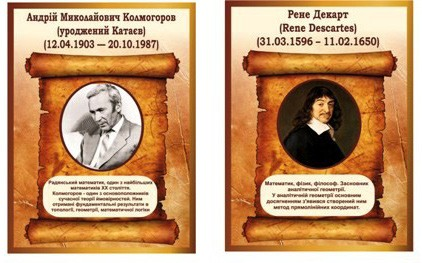 Андрій Миколайович Колмогоров
(уроджений Катаєв)
(12.04.1903 — 20.10.1987)
Радянський математик, один з найбільших
математиків ХХ століття.
Колмогоров - один з основоположників
сучасної теорії ймовірностей. Ним
отримані фундаментальні результати в
топології, геометрії, математичної логіки
Рене Декарт
(Rene Descartes)
(31.03.1596 – 11.02.1650)
Математик, фізик, філософ. Засновник
аналітичної геометрії.
У аналітичній геометрії основним
досягненням з'явився створений ним
метод прямолінійних координат.